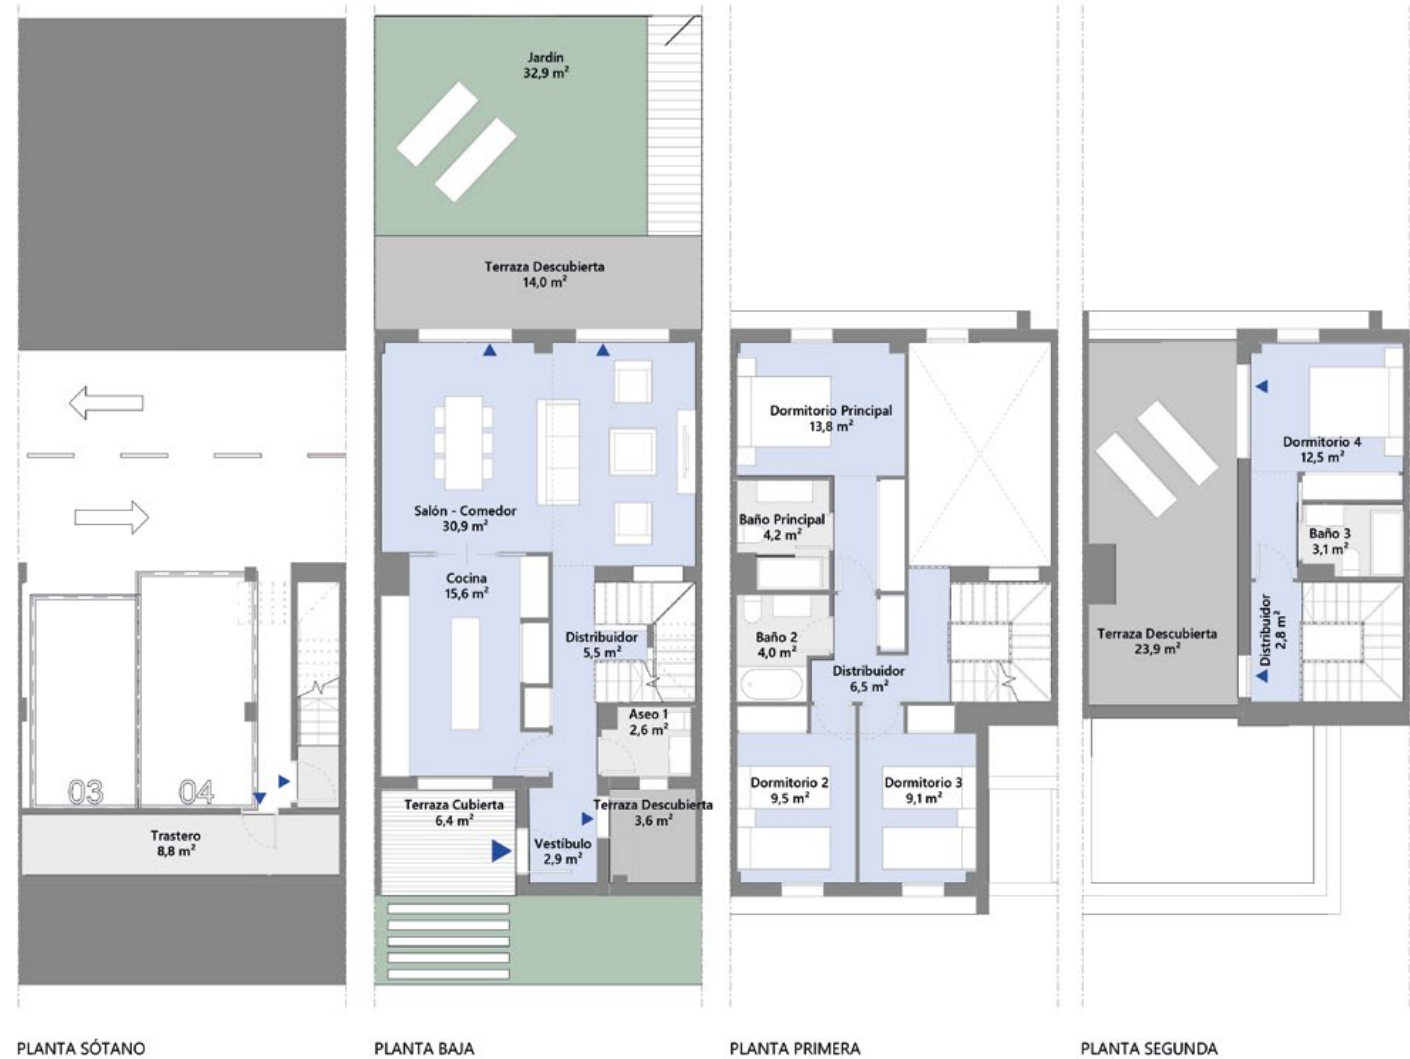 03
04
Trastero
8,8 m²
PLANTA SÓTANO
Jardín
32,9 m²
Terraza Descubierta
14,0 m²
Salón - Comedor
30,9 m²
Cocina
15,6 m²
Distribuidor
5,5 m²
Aseo 1
2,6 m²
Terraza Cubierta
6,4 m²
Terraza Descubierta
3,6 m²
Vestíbulo
2,9 m²
PLANTA BAJA
Dormitorio Principal
13,8 m²
Baño Principal
4,2 m²
Baño 2
4,0 m²
Distribuidor
6,5 m²
Dormitorio 2
9,5 m²
Dormitorio 3
9,1 m²
PLANTA PRIMERA
Dormitorio 4
12,5 m²
Baño 3
3,1 m²
Distribuidor
2,8 m²
Terraza Descubierta
23,9 m²
PLANTA SEGUNDA